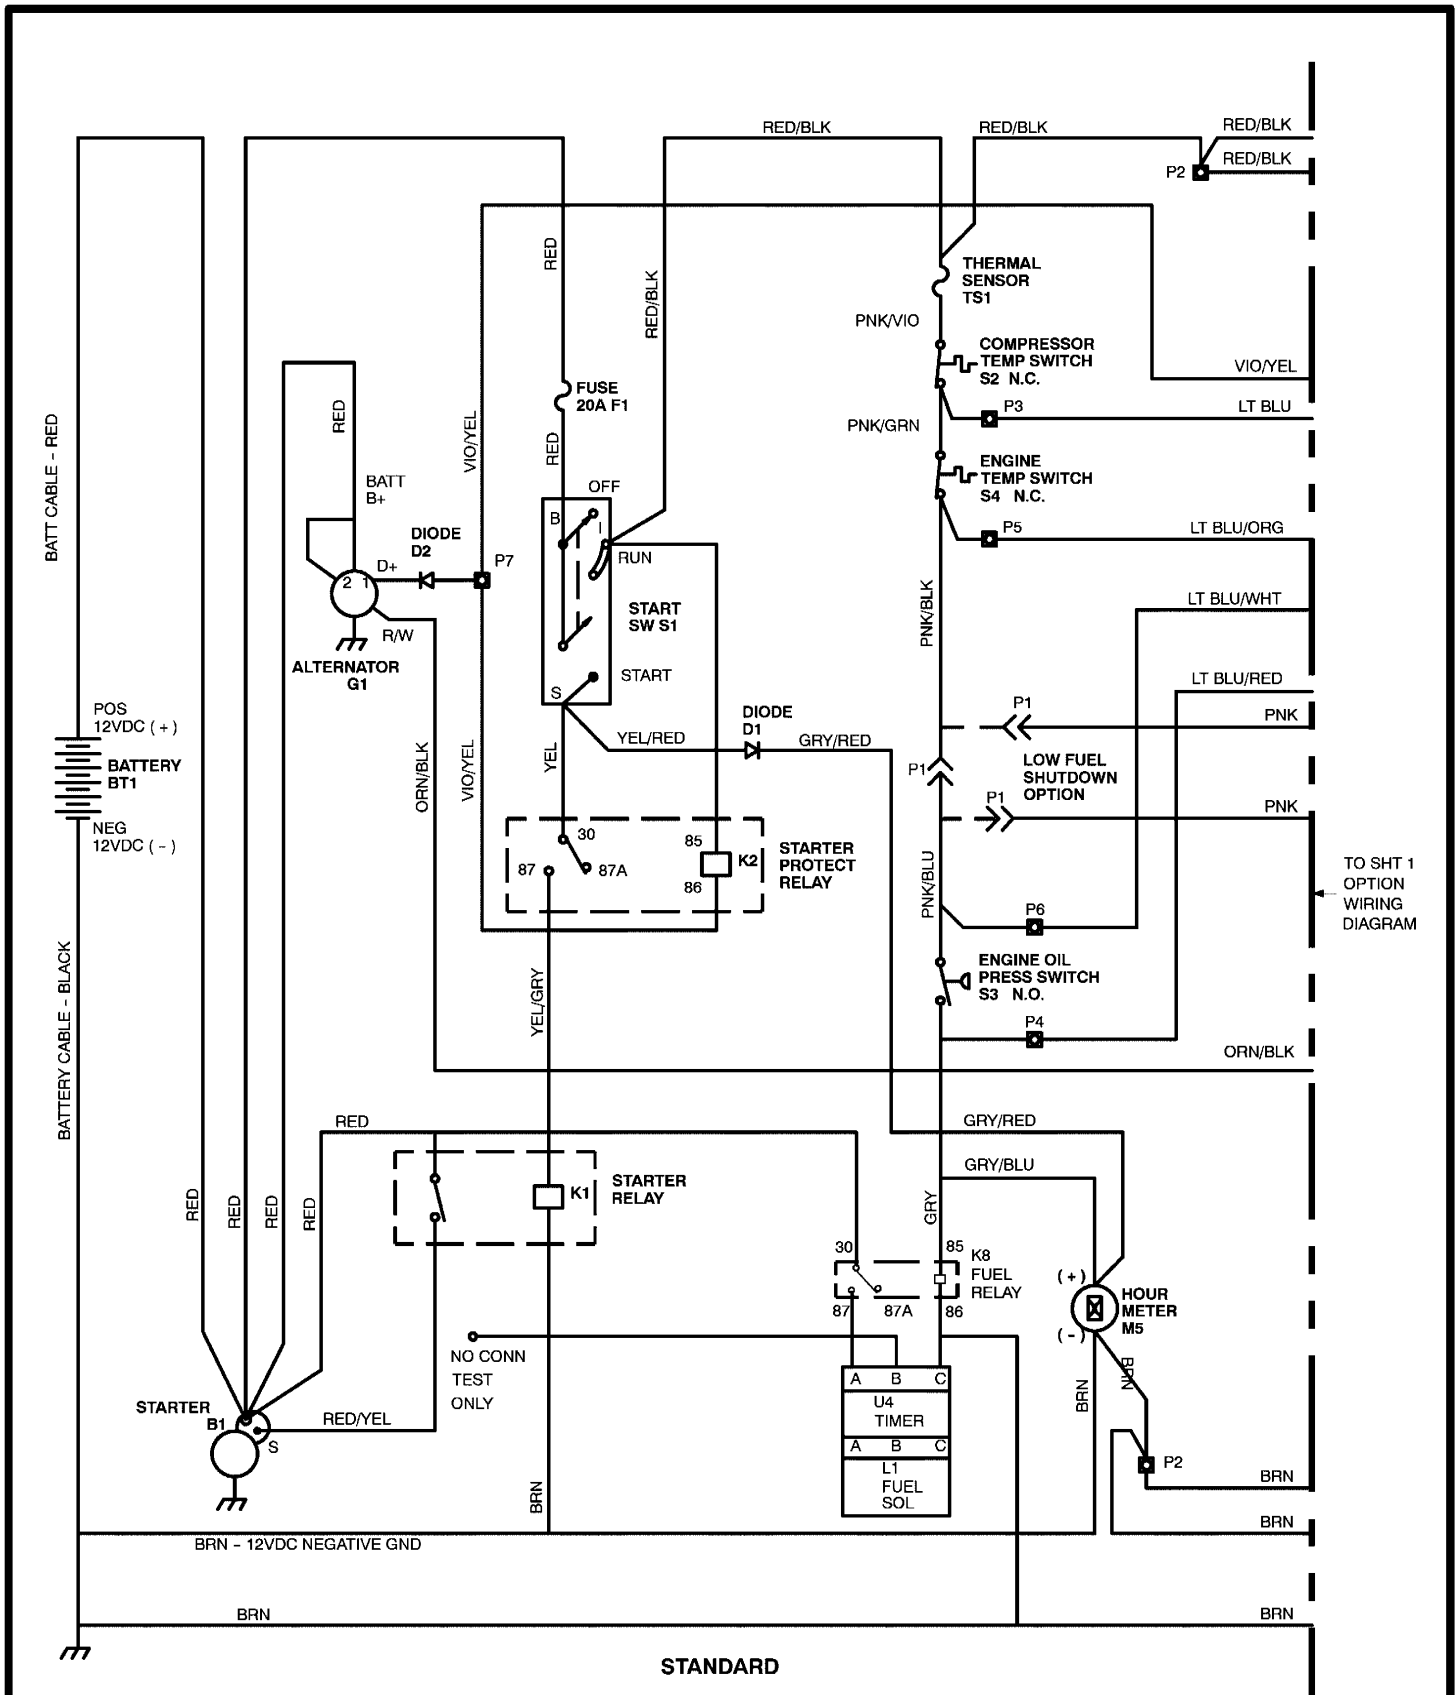 RED/BLK
RED/BLK
RED/BLK
RED/BLK
P2
RED
RED/BLK
THERMAL
SENSOR
TS1
PNK/VIO
COMPRESSOR
TEMP SWITCH
S2 N.C.
VIO/YEL
FUSE
20A F1
P3
LT BLU
PNK/GRN
RED
VIO/YEL
RED
BATT CABLE - RED
ENGINE
TEMP SWITCH
S4 N.C.
BATT
B+
OFF
B
I
RUN
DIODE
D2
P7
P5
LT BLU/ORG
D+
2 1
R/W
START
SW S1
PNK/BLK
LT BLU/WHT
ALTERNATOR
G1
START
S
LT BLU/RED
POS
12VDC ( + )
BATTERY
BT1
NEG
12VDC ( - )
ORN/BLK
VIO/YEL
YEL
YEL/RED
DIODE
D1
GRY/RED
P1
PNK
P1
LOW FUEL
SHUTDOWN
OPTION
P1
PNK
30
87
87A
85
86
K2
STARTER
PROTECT
RELAY
PNK/BLU
TO SHT 1
OPTION
WIRING
DIAGRAM
P6
BATTERY CABLE - BLACK
YEL/GRY
ENGINE OIL
PRESS SWITCH
S3 N.O.
P4
ORN/BLK
RED
GRY/RED
GRY/BLU
K1
STARTER
RELAY
RED
RED
RED
RED
GRY
30
85
K8
FUEL
RELAY
87
87A
86
( + )
HOUR
METER
M5
( - )
NO CONN
TEST
ONLY
BRN
BRN
A B C
U4
TIMER
A B C
L1
FUEL
SOL
STARTER
B1
S
RED/YEL
P2
BRN
BRN
BRN
BRN - 12VDC NEGATIVE GND
BRN
BRN
STANDARD